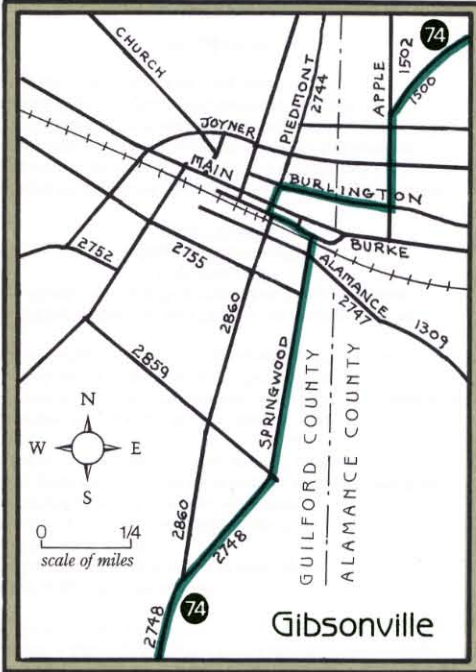 74
1502
1500
CHURCH
PIEDMONT
2744
APPLE
JOYNER
MAIN
BURLINGTON
BURKE
2752
2755
2860
ALAMANCE
2747
1309
2859
SPRINGWOOD
GUILFORD COUNTY
ALAMANCE COUNTY
N
W E
S
0 1/4
scale of miles
2860
2748
2748
74
Gibsonville